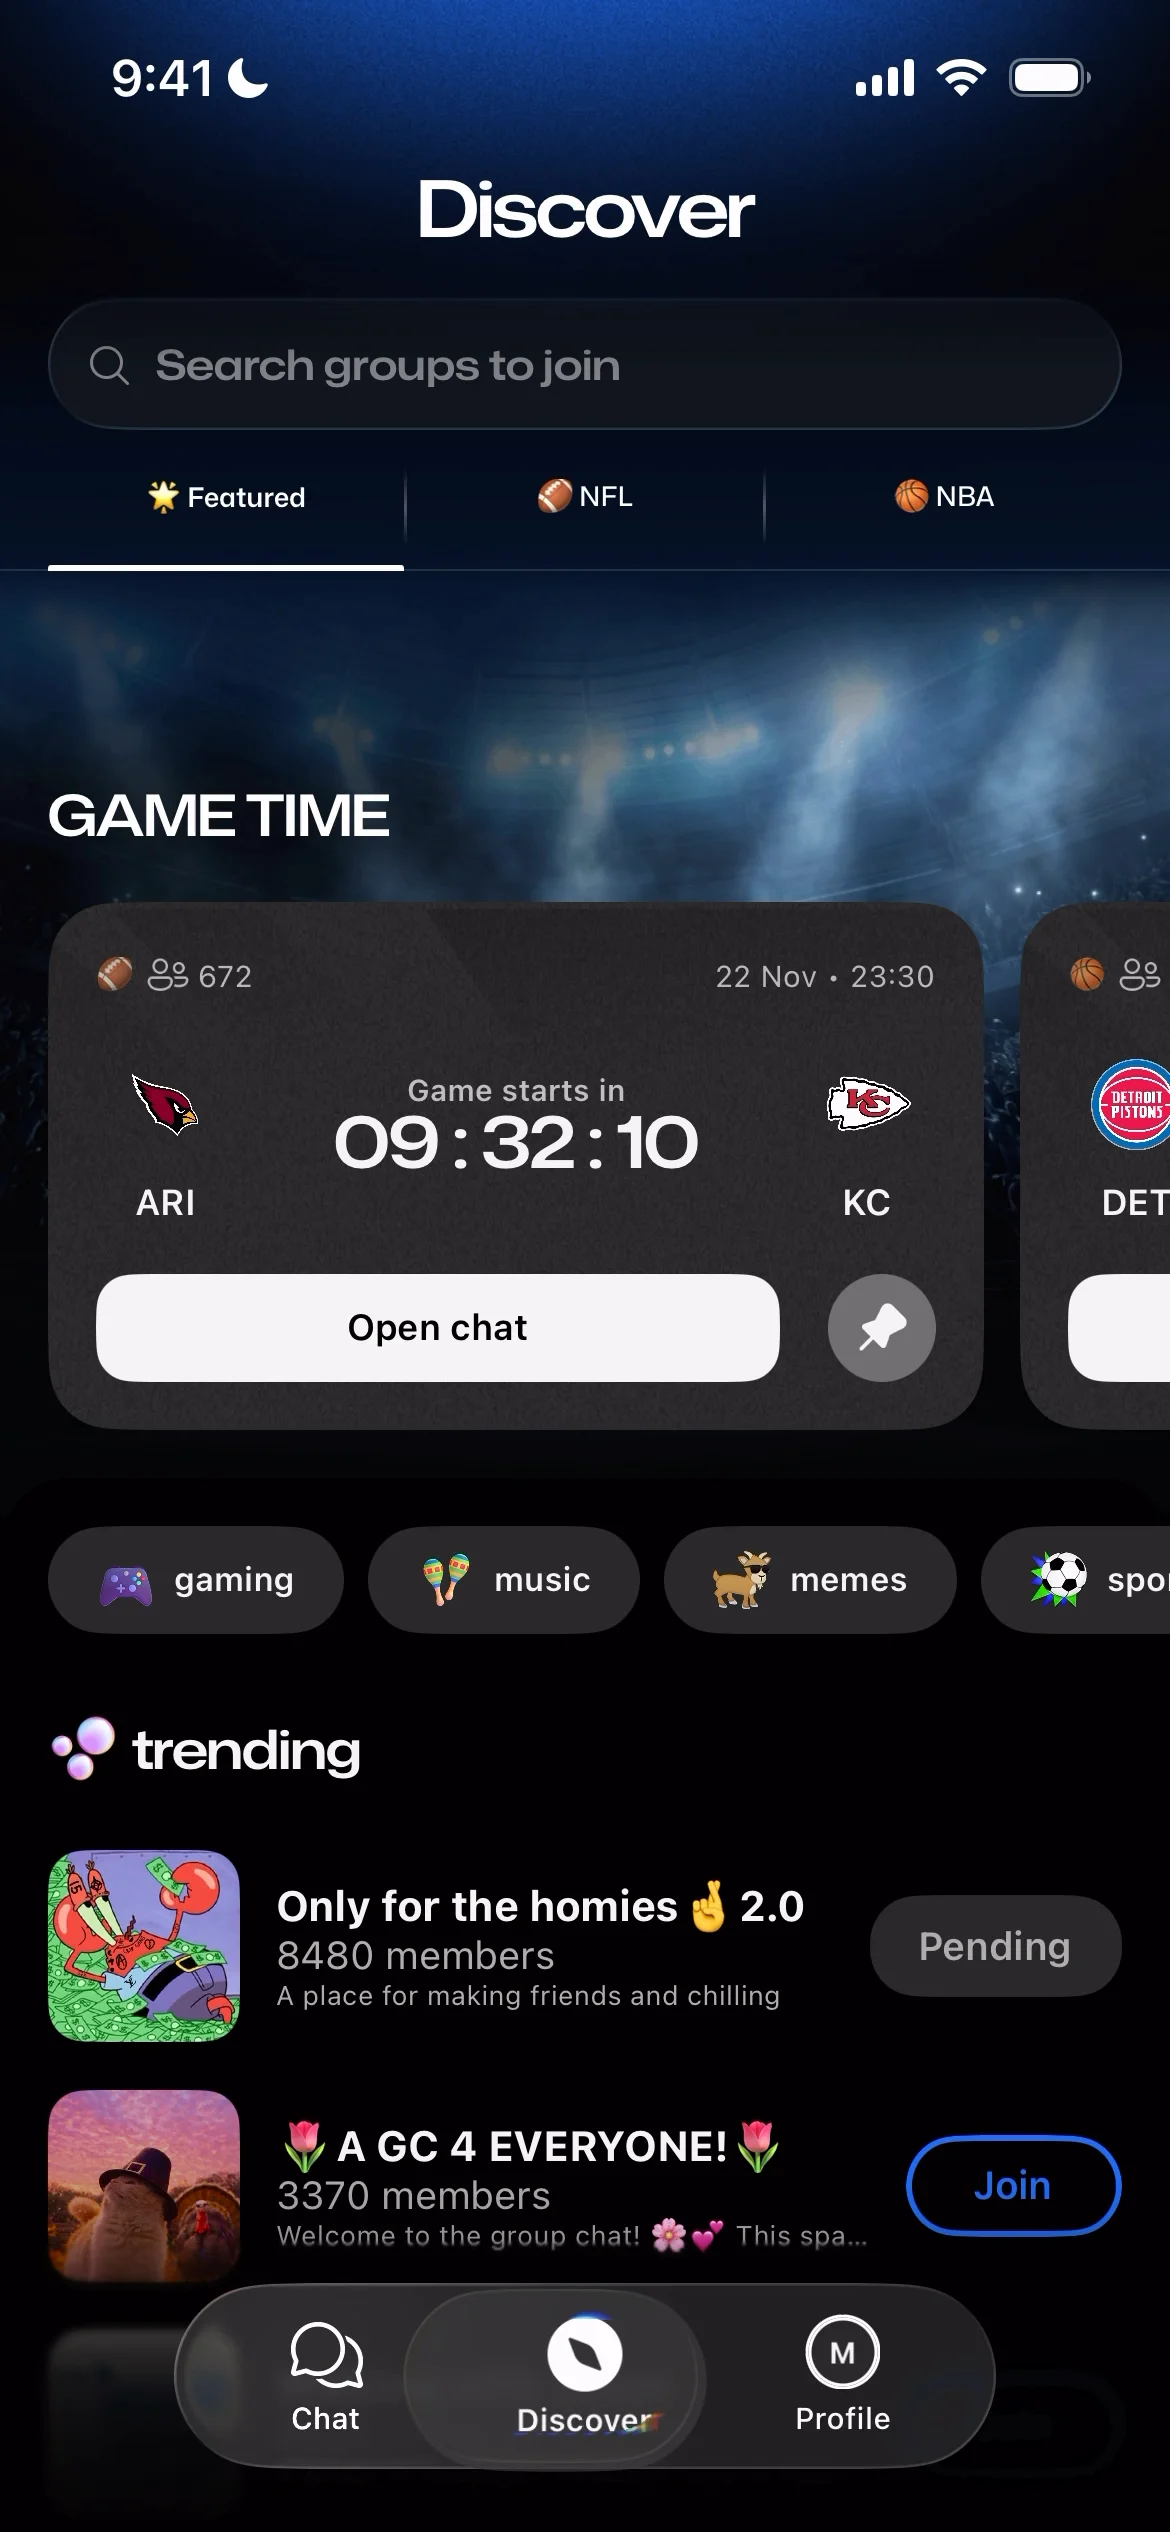 9:41
Discover
Search groups to join
🌟 Featured
🏈 NFL
🏀 NBA
GAME TIME
🏈 672
22 Nov • 23:30
Game starts in
09 : 32 : 10
ARI
KC
Open chat
🏀
DETROIT
PISTONS
DET
gaming
music
memes
spor
trending
Only for the homies 🤞 2.0
8480 members
A place for making friends and chilling
Pending
🌷 A GC 4 EVERYONE! 🌷
3370 members
Welcome to the group chat! 🌸💕 This spa...
Join
Chat
Discover
M
Profile